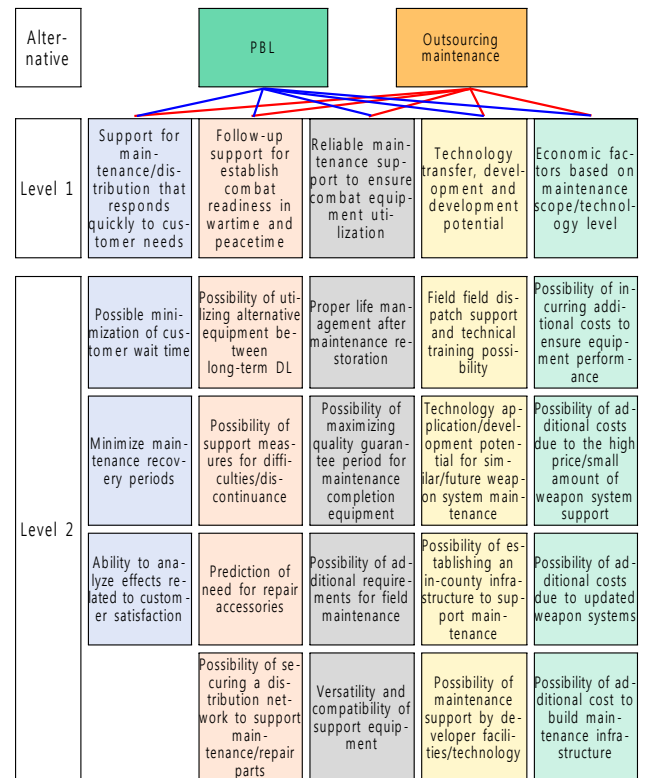 Alter-
native
PBL
Outsourcing
maintenance
Level 1
Support for
main-
tenance/dis-
tribution that
responds
quickly to cus-
tomer needs
Follow-up
support for
establish
combat
readiness in
wartime and
peacetime
Reliable main-
tenance sup-
port to ensure
combat equip-
ment uti-
lization
Technology
transfer, devel-
opment and
development
potential
Economic fac-
tors based on
maintenance
scope/technol-
ogy level
Level 2
Possible mini-
mization of cus-
tomer wait time
Possibility of uti-
lizing alternative
equipment be-
tween
long-term DL
Proper life man-
agement after
maintenance re-
storation
Field field dis-
patch support
and technical
training possi-
bility
Possibility of in-
curring addi-
tional costs to
ensure equip-
ment perform-
ance
Minimize main-
tenance recov-
ery periods
Possibility of
support meas-
ures for diffi-
culties/dis-
continuance
Possibility of
maximizing
quality guaran-
tee period for
maintenance
completion
equipment
Technology ap-
plication/devel-
opment poten-
tial for sim-
ilar/future weap-
on system main-
tenance
Possibility of ad-
ditional costs
due to the high
price/small
amount of
weapon system
support
Ability to ana-
lyze effects re-
lated to custom-
er satisfaction
Prediction of
need for repair
accessories
Possibility of ad-
ditional require-
ments for field
maintenance
Possibility of es-
tablishing an
in-county infra-
structure to sup-
port main-
tenance
Possibility of ad-
ditional costs
due to updated
weapon systems
Possibility of se-
curing a dis-
tribution net-
work to support
main-
tenance/repair
parts
Versatility and
compatibility of
support equip-
ment
Possibility of
maintenance
support by de-
veloper facili-
ties/technology
Possibility of ad-
ditional cost to
build main-
tenance infra-
structure